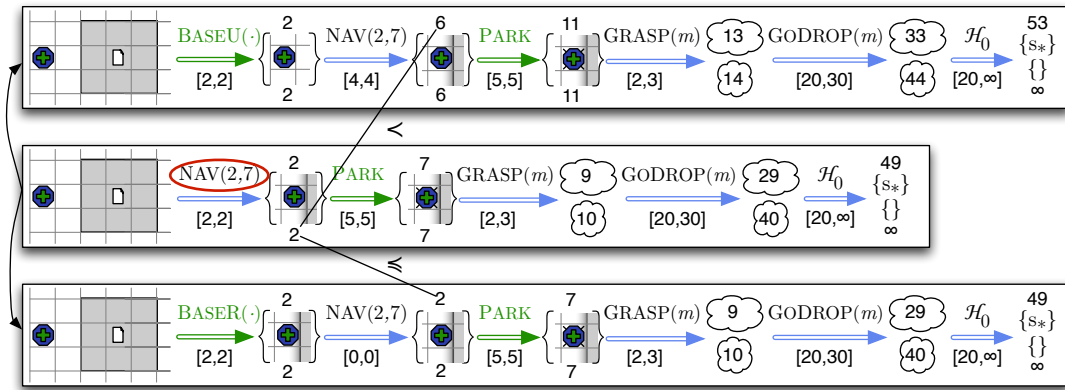 2 6 11 53
BASEU(·) NAV(2,7) PARK GRASP(m) 13 GODROP(m) 33 ℋ₀ {s*}
{ } { } { } {}
[2,2] [4,4] [5,5] [2,3] 14 [20,30] 44 [20,∞] ∞
2 6 11
≺
2 7 49
NAV(2,7) PARK GRASP(m) 9 GODROP(m) 29 ℋ₀ {s*}
{ } { } {}
[2,2] [5,5] [2,3] 10 [20,30] 40 [20,∞] ∞
2 7
≼
2 2 7 49
BASER(·) NAV(2,7) PARK GRASP(m) 9 GODROP(m) 29 ℋ₀ {s*}
{ } { } { } {}
[2,2] [0,0] [5,5] [2,3] 10 [20,30] 40 [20,∞] ∞
2 2 7